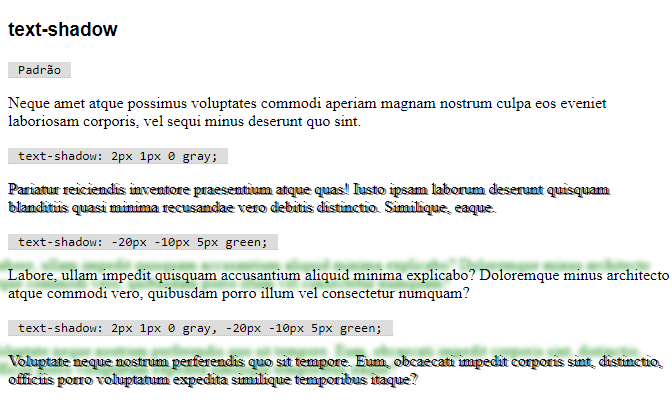 text-shadow
Padrão
Neque amet atque possimus voluptates commodi aperiam magnam nostrum culpa eos eveniet
laboriosam corporis, vel sequi minus deserunt quo sint.
text-shadow: 2px 1px 0 gray;
Pariatur reiciendis inventore praesentium atque quas! Iusto ipsam laborum deserunt quisquam
blanditiis quasi minima recusandae vero debitis distinctio. Similique, eaque.
text-shadow: -20px -10px 5px green;
Labore, ullam impedit quisquam accusantium aliquid minima explicabo? Doloremque minus architecto
atque commodi vero, quibusdam porro illum vel consectetur numquam?
text-shadow: 2px 1px 0 gray, -20px -10px 5px green;
Voluptate neque nostrum perferendis quo sit tempore. Eum, obcaecati impedit corporis sint, distinctio,
officiis porro voluptatum expedita similique temporibus itaque?